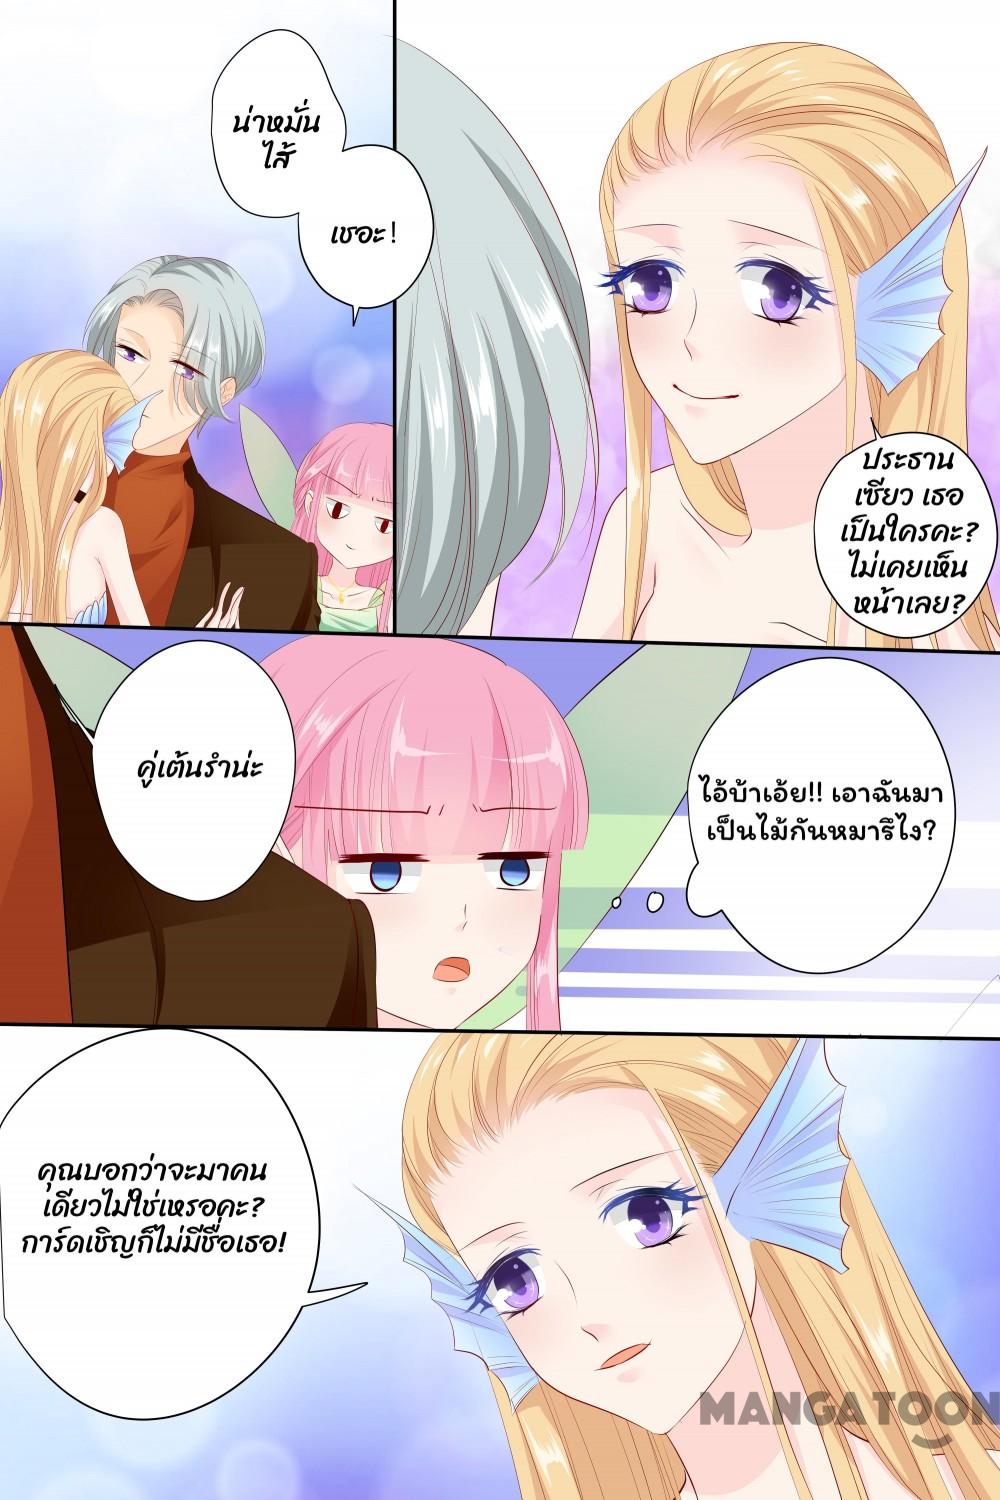 น่าหมั่น
ไส้
เชอะ!
ประธาน
เซียว เธอ
เป็นใครคะ?
ไม่เคยเห็น
หน้าเลย?
คู่เต้นรำน่ะ
ไอ้บ้าเอ้ย!! เอาฉันมา
เป็นไม้กันหมารึไง?
คุณบอกว่าจะมาคน
เดียวไม่ใช่เหรอคะ?
การ์ดเชิญก็ไม่มีชื่อเธอ!
MANGATOON